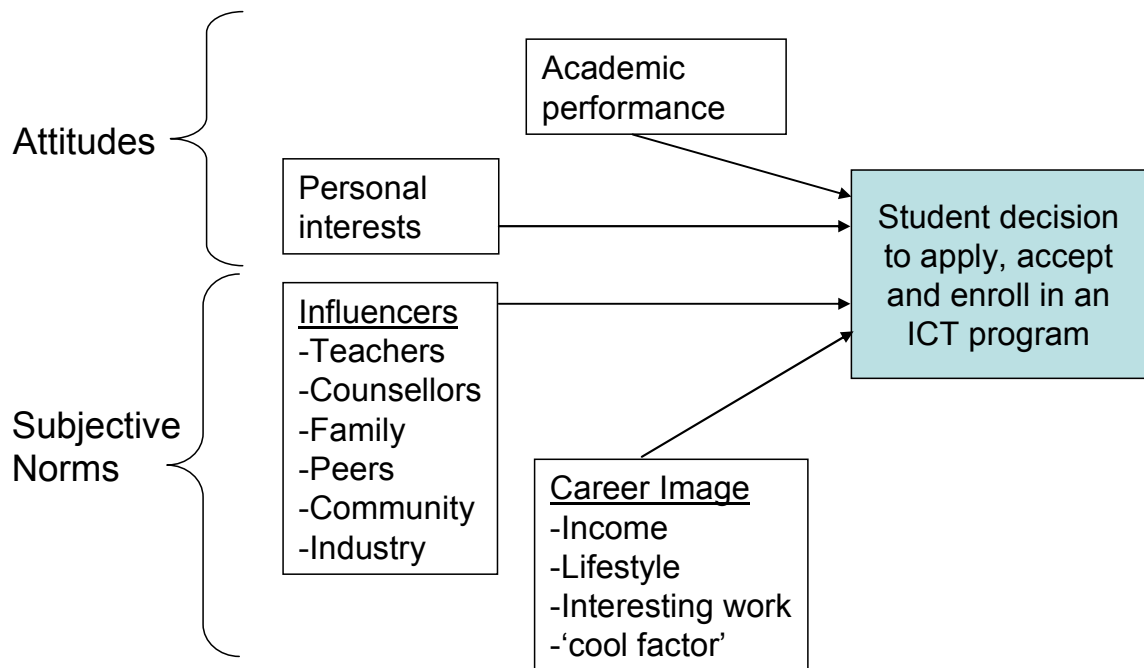 Attitudes
Academic
performance
Personal
interests
Student decision
to apply, accept
and enroll in an
ICT program
Subjective
Norms
Influencers
-Teachers
-Counsellors
-Family
-Peers
-Community
-Industry
Career Image
-Income
-Lifestyle
-Interesting work
-‘cool factor’